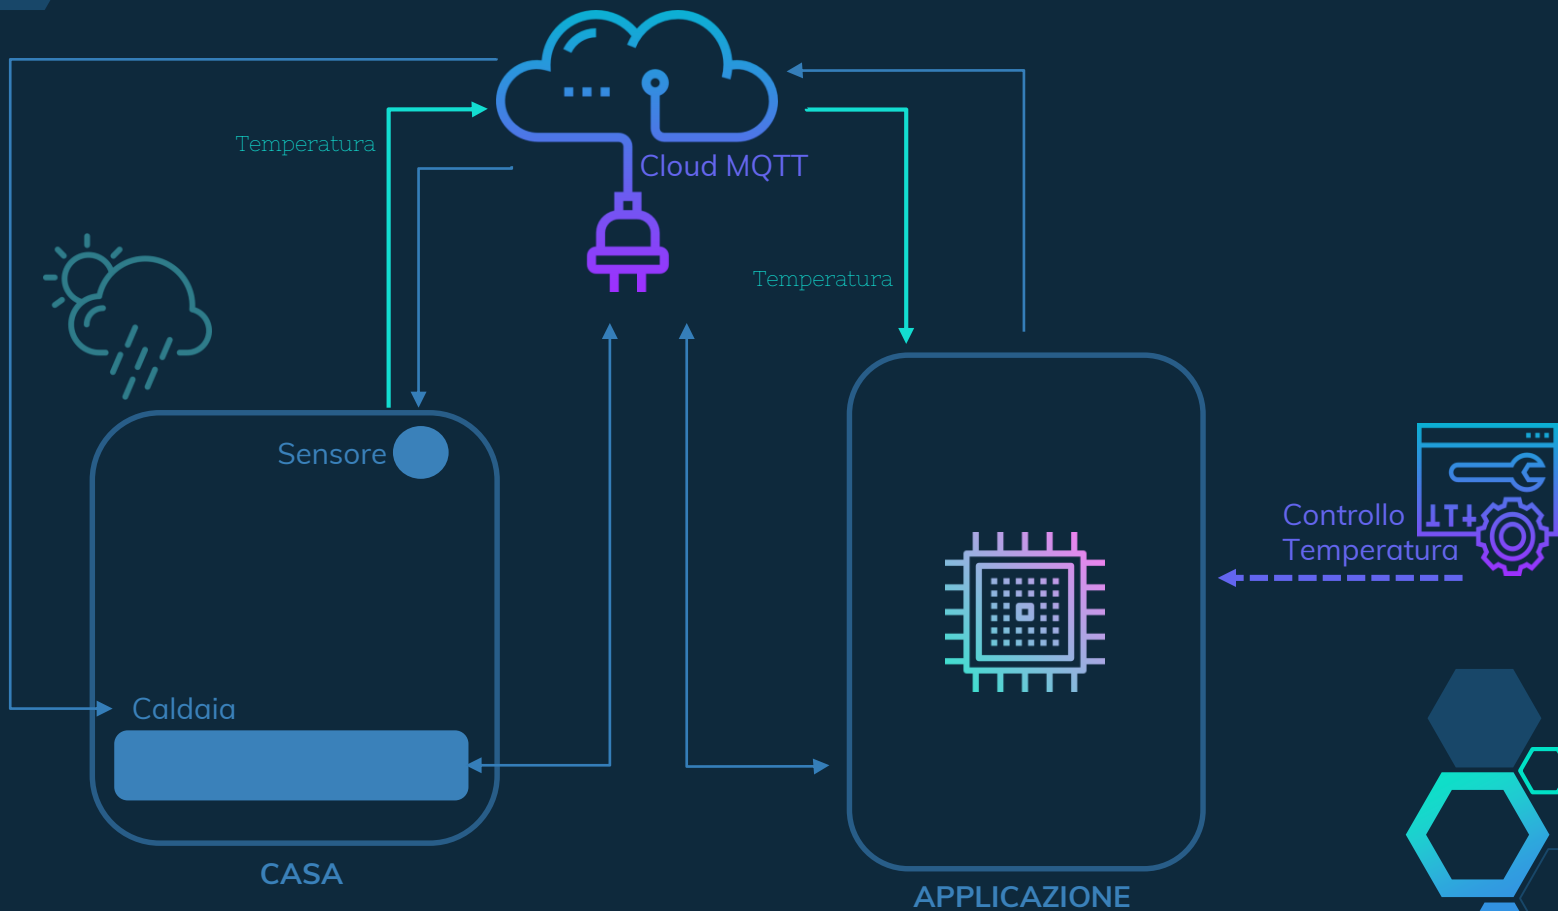 Temperatura
Cloud MQTT
Temperatura
Sensore
Controllo
Temperatura
Caldaia
CASA
APPLICAZIONE